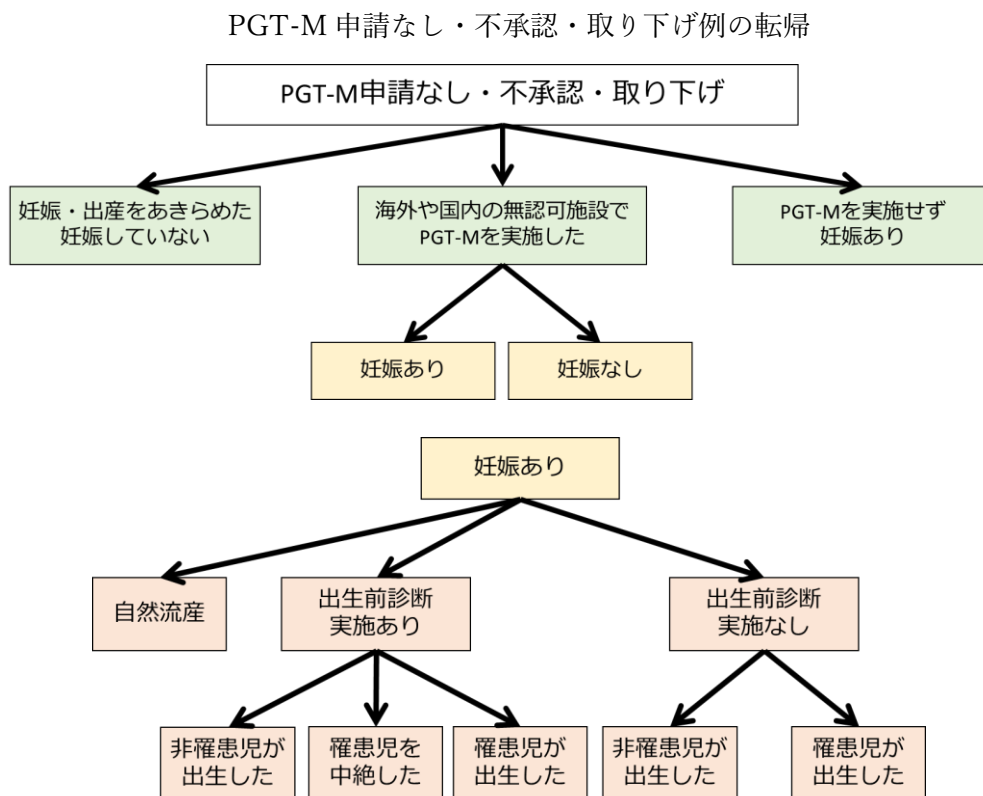 PGT-M 申請なし・不承認・取り下げ例の転帰
PGT-M申請なし・不承認・取り下げ
妊娠・出産をあきらめた
妊娠していない
海外や国内の無認可施設で
PGT-Mを実施した
PGT-Mを実施せず
妊娠あり
妊娠あり
妊娠なし
妊娠あり
自然流産
出生前診断
実施あり
出生前診断
実施なし
非罹患児が
出生した
罹患児を
中絶した
罹患児が
出生した
非罹患児が
出生した
罹患児が
出生した